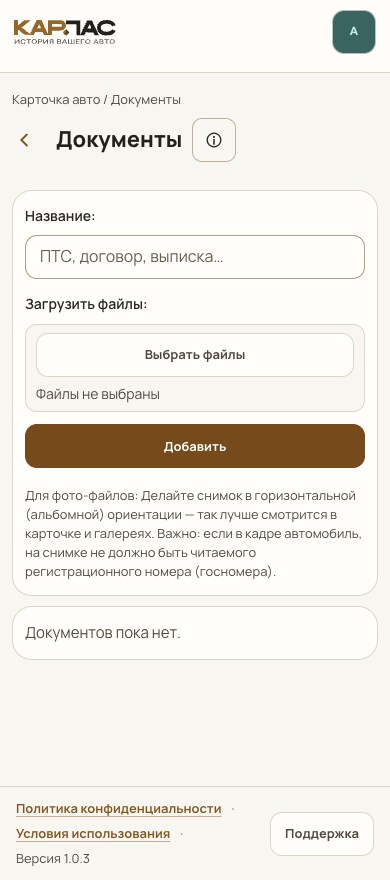 КАРПАС
ИСТОРИЯ ВАШЕГО АВТО
A
Карточка авто / Документы
Документы
Название:
ПТС, договор, выписка…
Загрузить файлы:
Выбрать файлы
Файлы не выбраны
Добавить
Для фото-файлов: Делайте снимок в горизонтальной
(альбомной) ориентации — так лучше смотрится в
карточке и галереях. Важно: если в кадре автомобиль,
на снимке не должно быть читаемого
регистрационного номера (госномера).
Документов пока нет.
Политика конфиденциальности ·
Условия использования ·
Версия 1.0.3
Поддержка